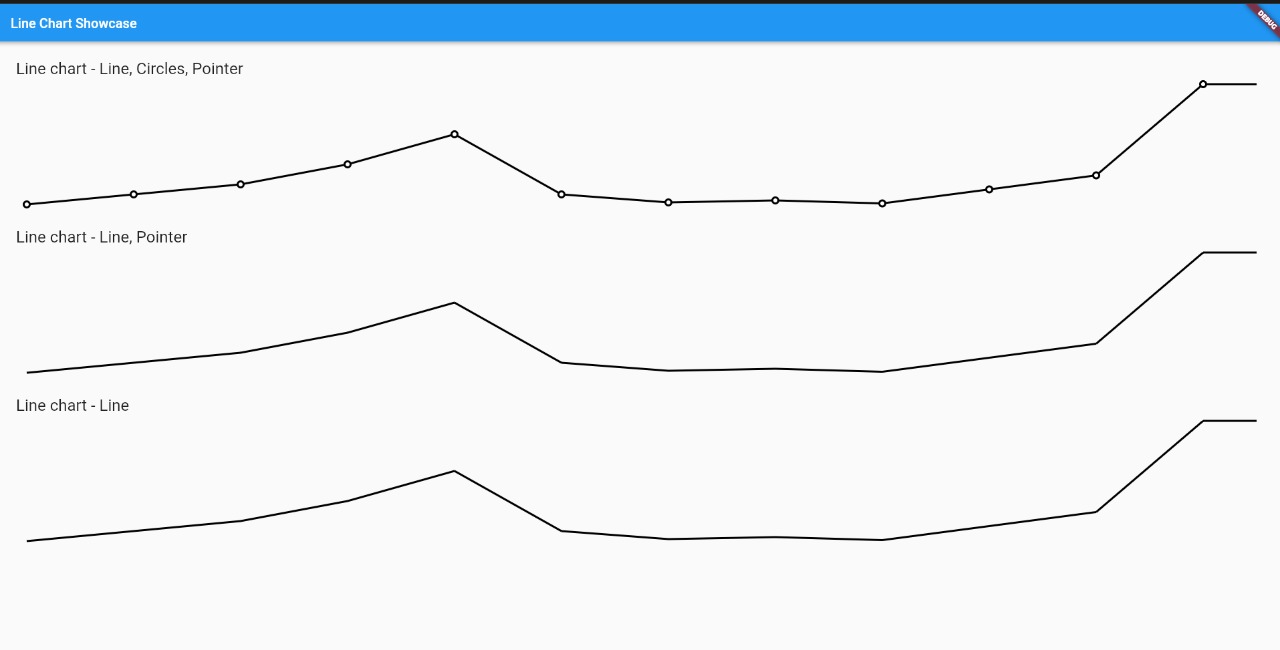 Line Chart Showcase
DEBUG
Line chart - Line, Circles, Pointer
Line chart - Line, Pointer
Line chart - Line